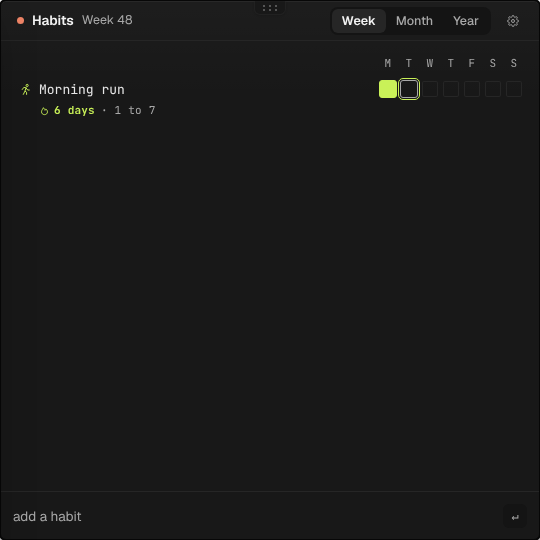 Habits Week 48 Week Month Year
M T W T F S S
Morning run
6 days · 1 to 7
add a habit